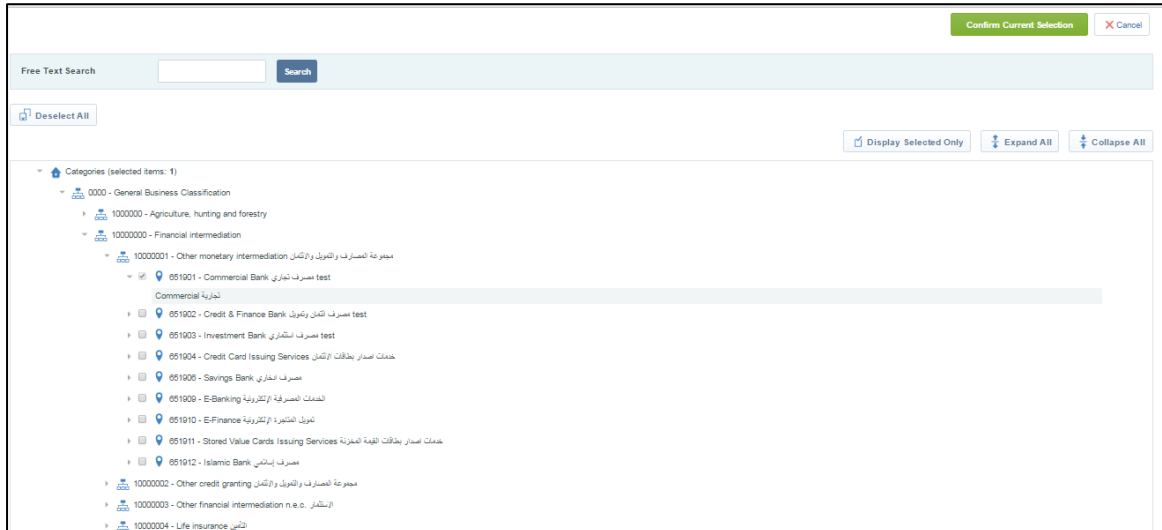 Confirm Current Selection
Cancel
Free Text Search
Search
Deselect All
Display Selected Only
Expand All
Collapse All
Categories (selected items: 1)
0000 - General Business Classification
1000000 - Agriculture, hunting and forestry
10000000 - Financial intermediation
10000001 - Other monetary intermediation مجموعة المصارف والتمويل والإئتمان
651901 - Commercial Bank مصرف تجاري test
Commercial تجارية
651902 - Credit & Finance Bank مصرف ائتمان وتمويل test
651903 - Investment Bank مصرف استثماري test
651904 - Credit Card Issuing Services خدمات اصدار بطاقات الإئتمان
651906 - Savings Bank مصرف ادخاري
651909 - E-Banking الخدمات المصرفية الإلكترونية
651910 - E-Finance تمويل المتاجرة الإلكترونية
651911 - Stored Value Cards Issuing Services خدمات اصدار بطاقات القيمة المخزنة
651912 - Islamic Bank مصرف إسلامي
10000002 - Other credit granting مجموعة المصارف والتمويل والإئتمان
10000003 - Other financial intermediation n.e.c. الإستثمار
10000004 - Life insurance التأمين